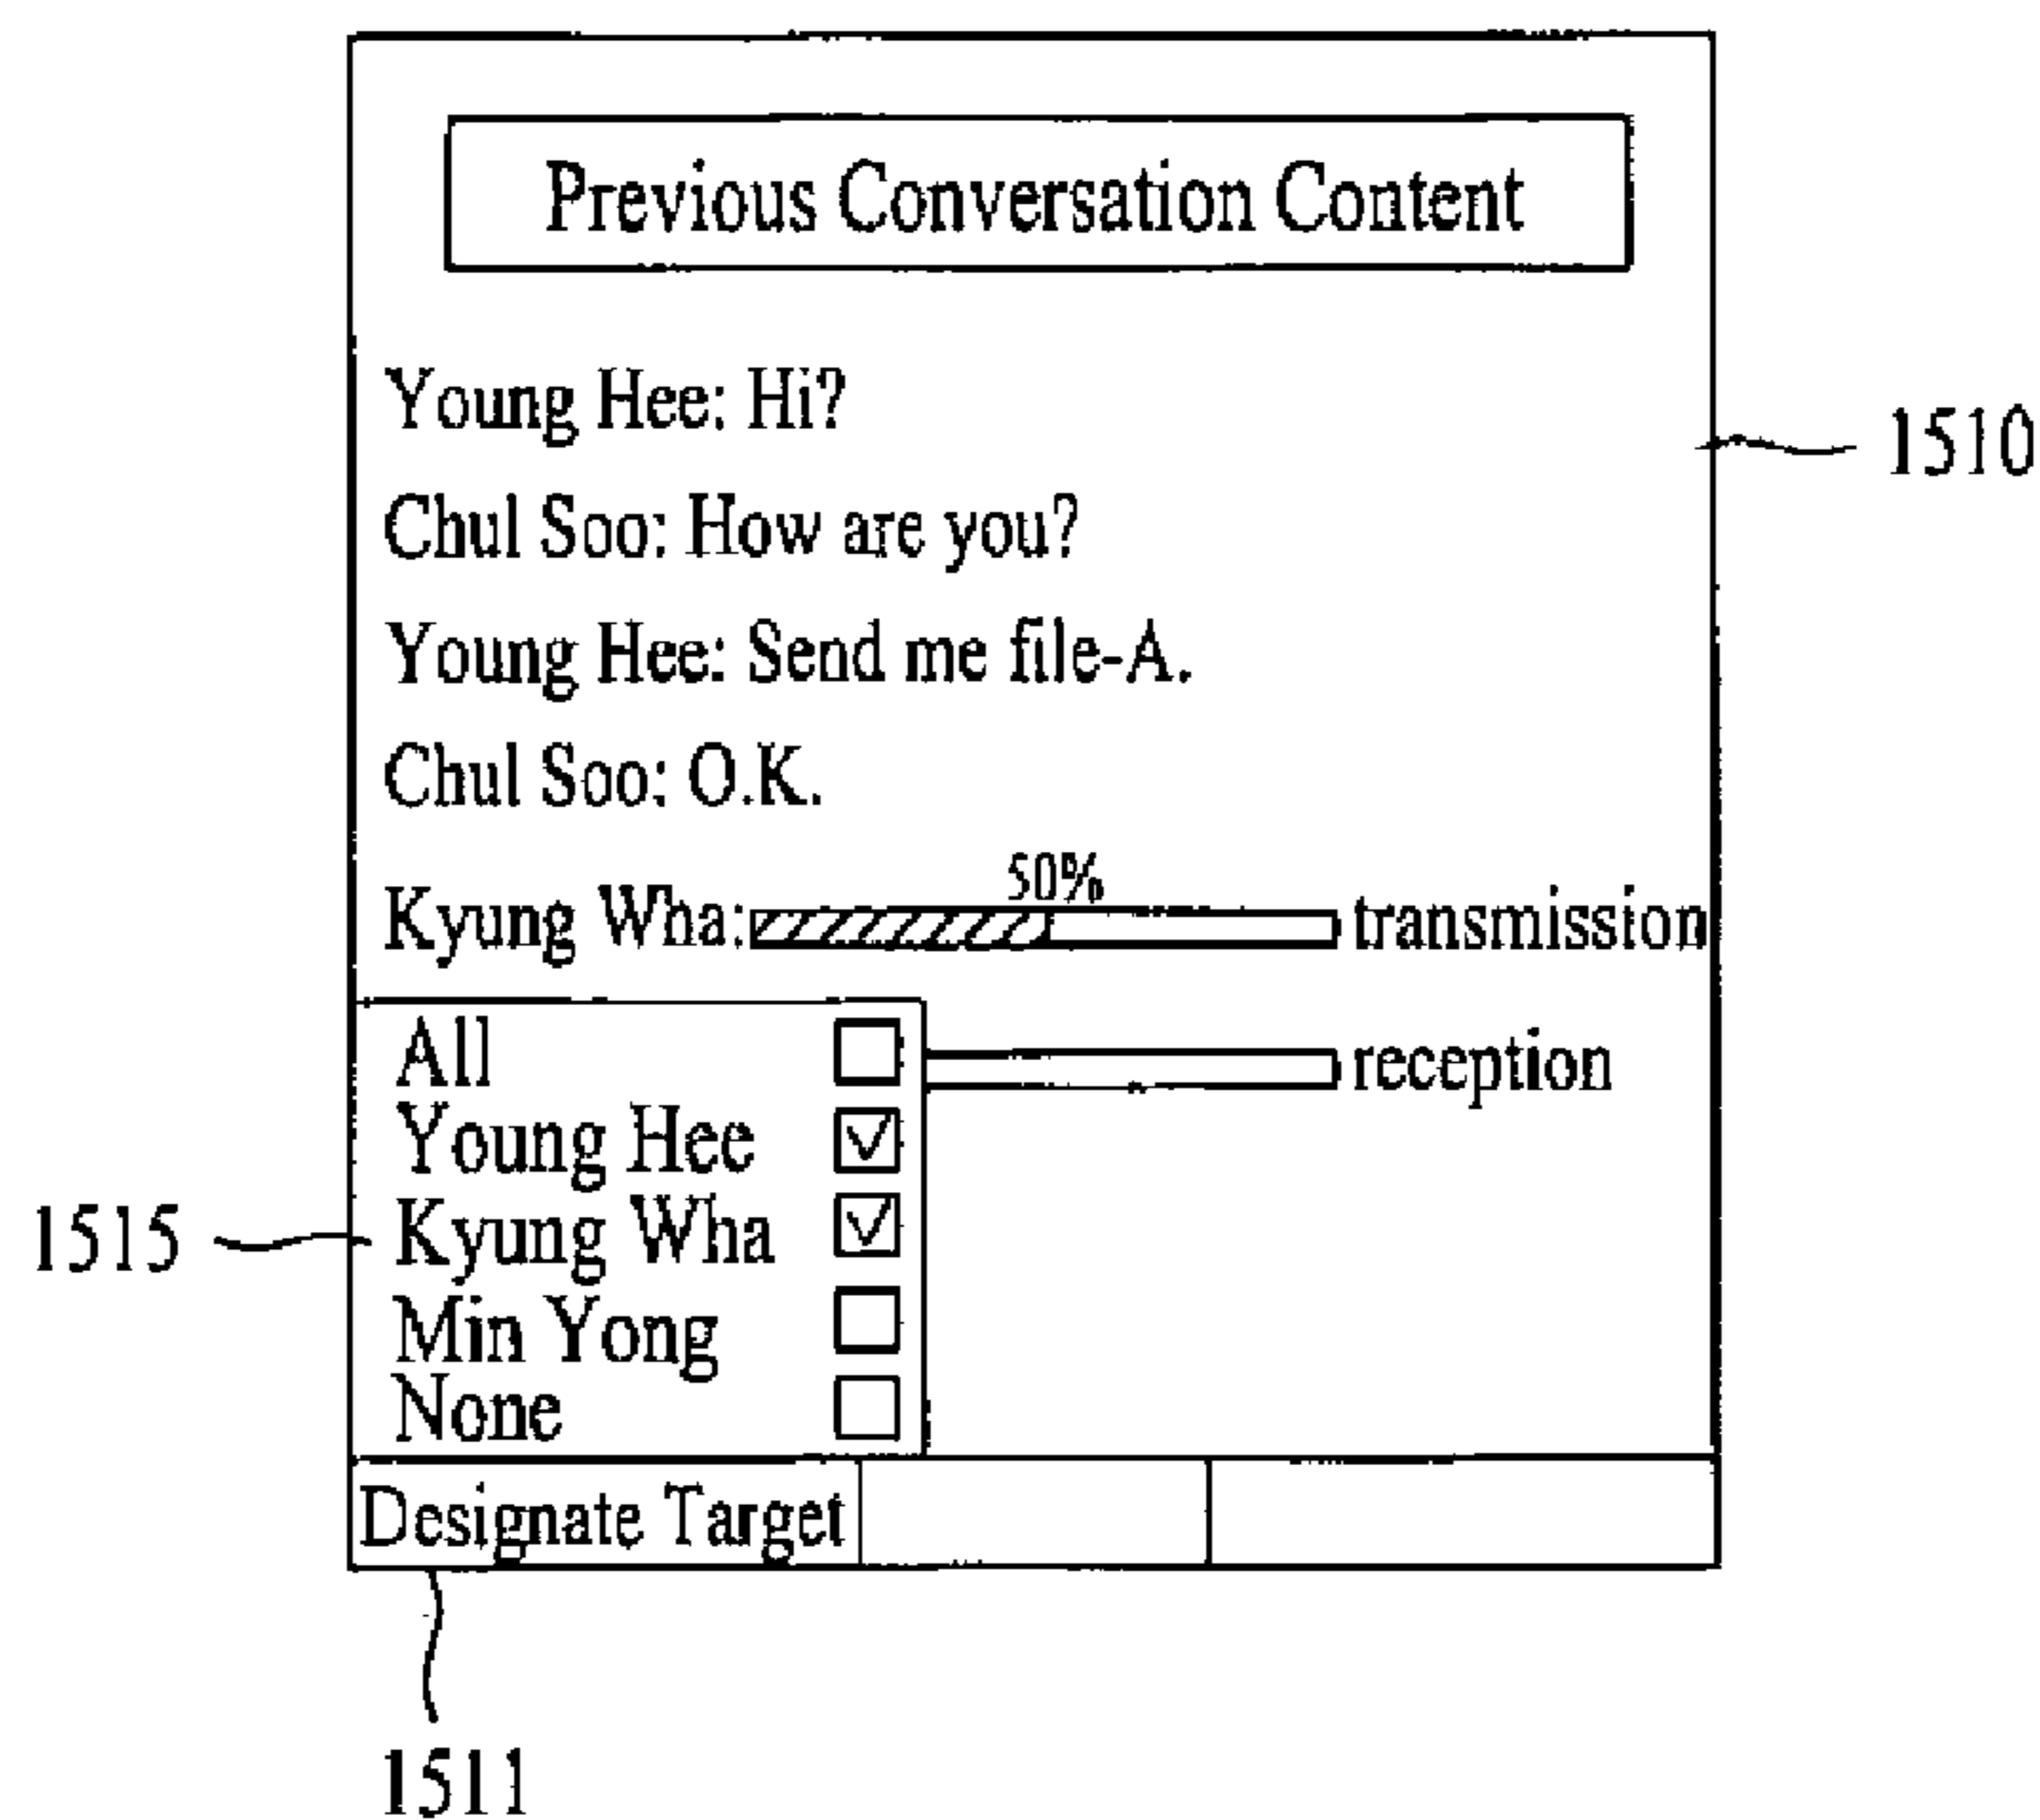 Previous Conversation Content
Young Hee: Hi?
1510
Chul Soo: How are you?
Young Hee: Send me file-A.
Chul Soo: O.K.
50%
Kyung Wha: transmission
All reception
Young Hee
1515 Kyung Wha
Min Yong
None
Designate Target
1511